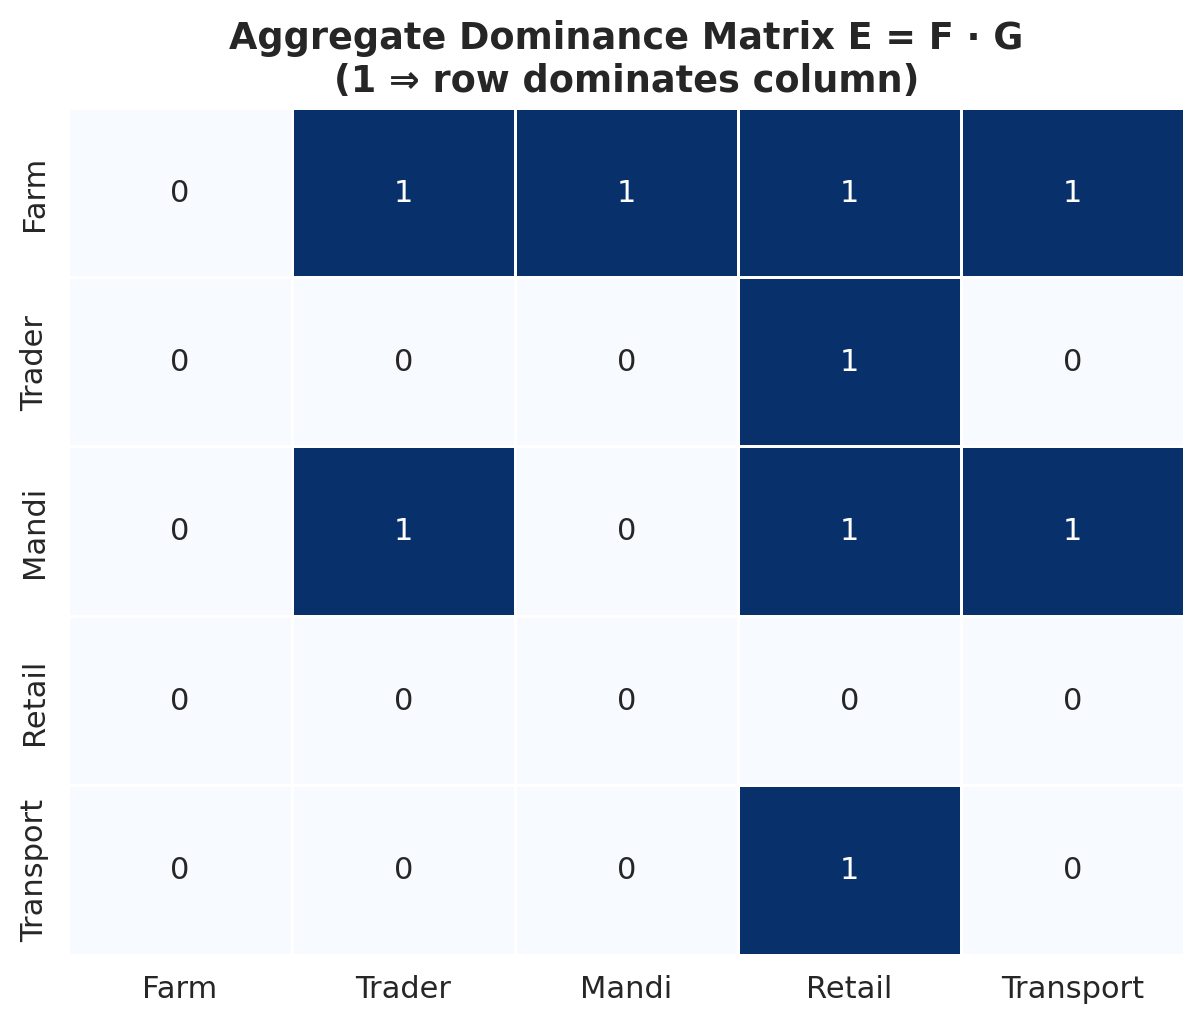 Aggregate Dominance Matrix E = F · G
(1 ⇒ row dominates column)
Farm
0 1 1 1 1
Trader
0 0 0 1 0
Mandi
0 1 0 1 1
Retail
0 0 0 0 0
Transport
0 0 0 1 0
Farm Trader Mandi Retail Transport